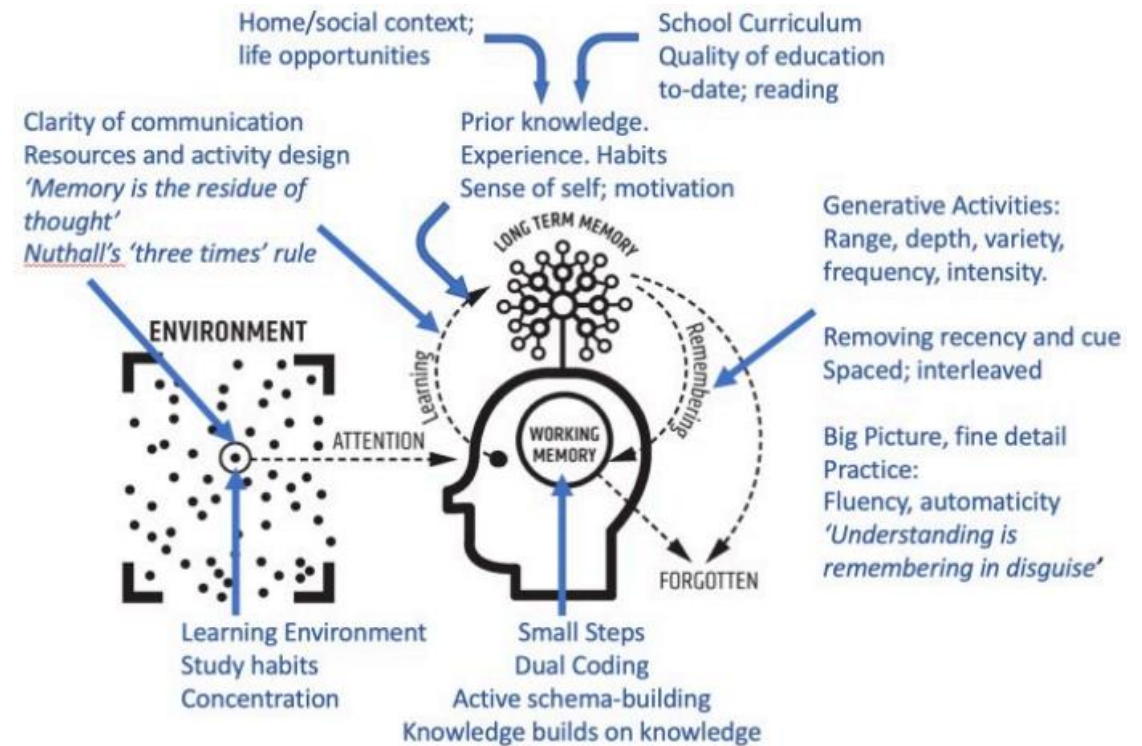 Home/social context;
life opportunities
School Curriculum
Quality of education
to-date; reading
Clarity of communication
Resources and activity design
‘Memory is the residue of
thought’
Nuthall’s ‘three times’ rule
Prior knowledge.
Experience. Habits
Sense of self; motivation
Generative Activities:
Range, depth, variety,
frequency, intensity.
Removing recency and cue
Spaced; interleaved
Big Picture, fine detail
Practice:
Fluency, automaticity
‘Understanding is
remembering in disguise’
LONG TERM MEMORY
ENVIRONMENT
Learning
Remembering
ATTENTION
WORKING
MEMORY
FORGOTTEN
Learning Environment
Study habits
Concentration
Small Steps
Dual Coding
Active schema-building
Knowledge builds on knowledge